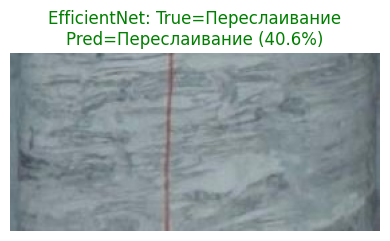 EfficientNet: True=Переслаивание
Pred=Переслаивание (40.6%)